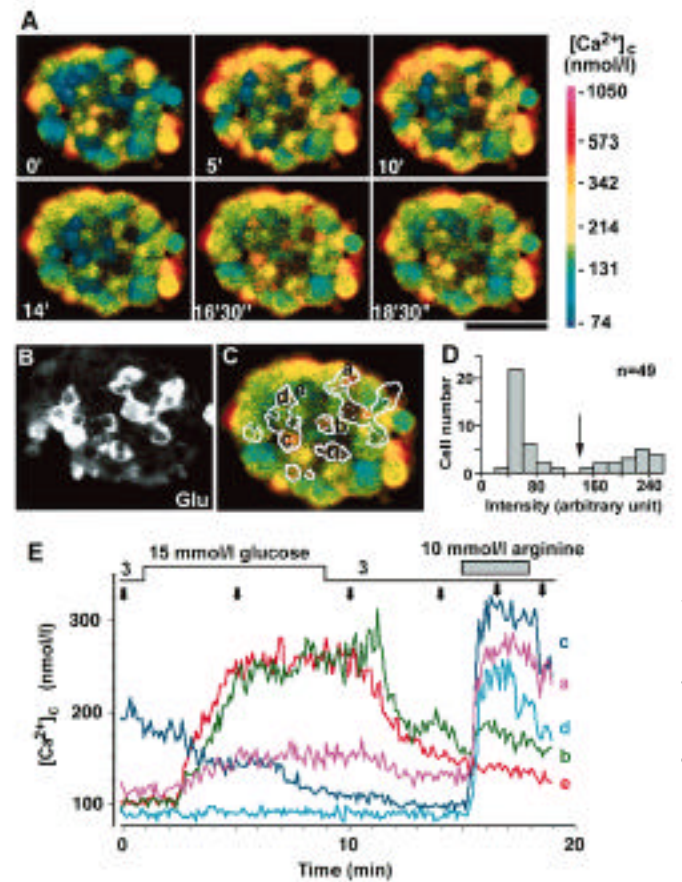 A
[Ca²⁺]c
(nmol/l)
0'
5'
10'
14'
16'30''
18'30"
1050
573
342
214
131
74
B
Glu
C
a
e
d
b
c
D
n=49
Cell number
20
10
0
80
160
240
Intensity (arbitrary unit)
E
3
15 mmol/l glucose
3
10 mmol/l arginine
[Ca²⁺]c (nmol/l)
300
200
100
c
a
d
b
e
0
10
20
Time (min)